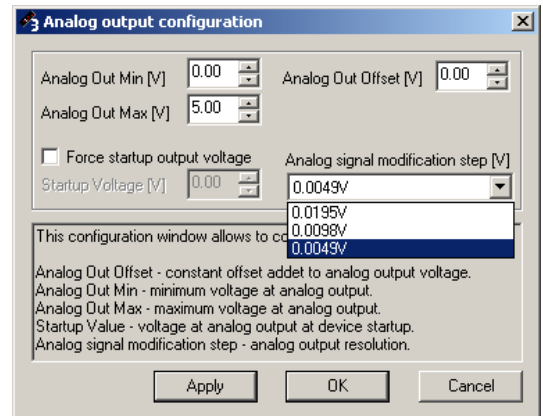 Analog output configuration
Analog Out Min [V] 0.00 Analog Out Offset [V] 0.00
Analog Out Max [V] 5.00
Force startup output voltage Analog signal modification step [V]
Startup Voltage [V] 0.00 0.0049V
0.0195V
0.0098V
0.0049V
This configuration window allows to
Analog Out Offset - constant offset addet to analog output voltage.
Analog Out Min - minimum voltage at analog output.
Analog Out Max - maximum voltage at analog output.
Startup Value - voltage at analog output at device startup.
Analog signal modification step - analog output resolution.
Apply OK Cancel